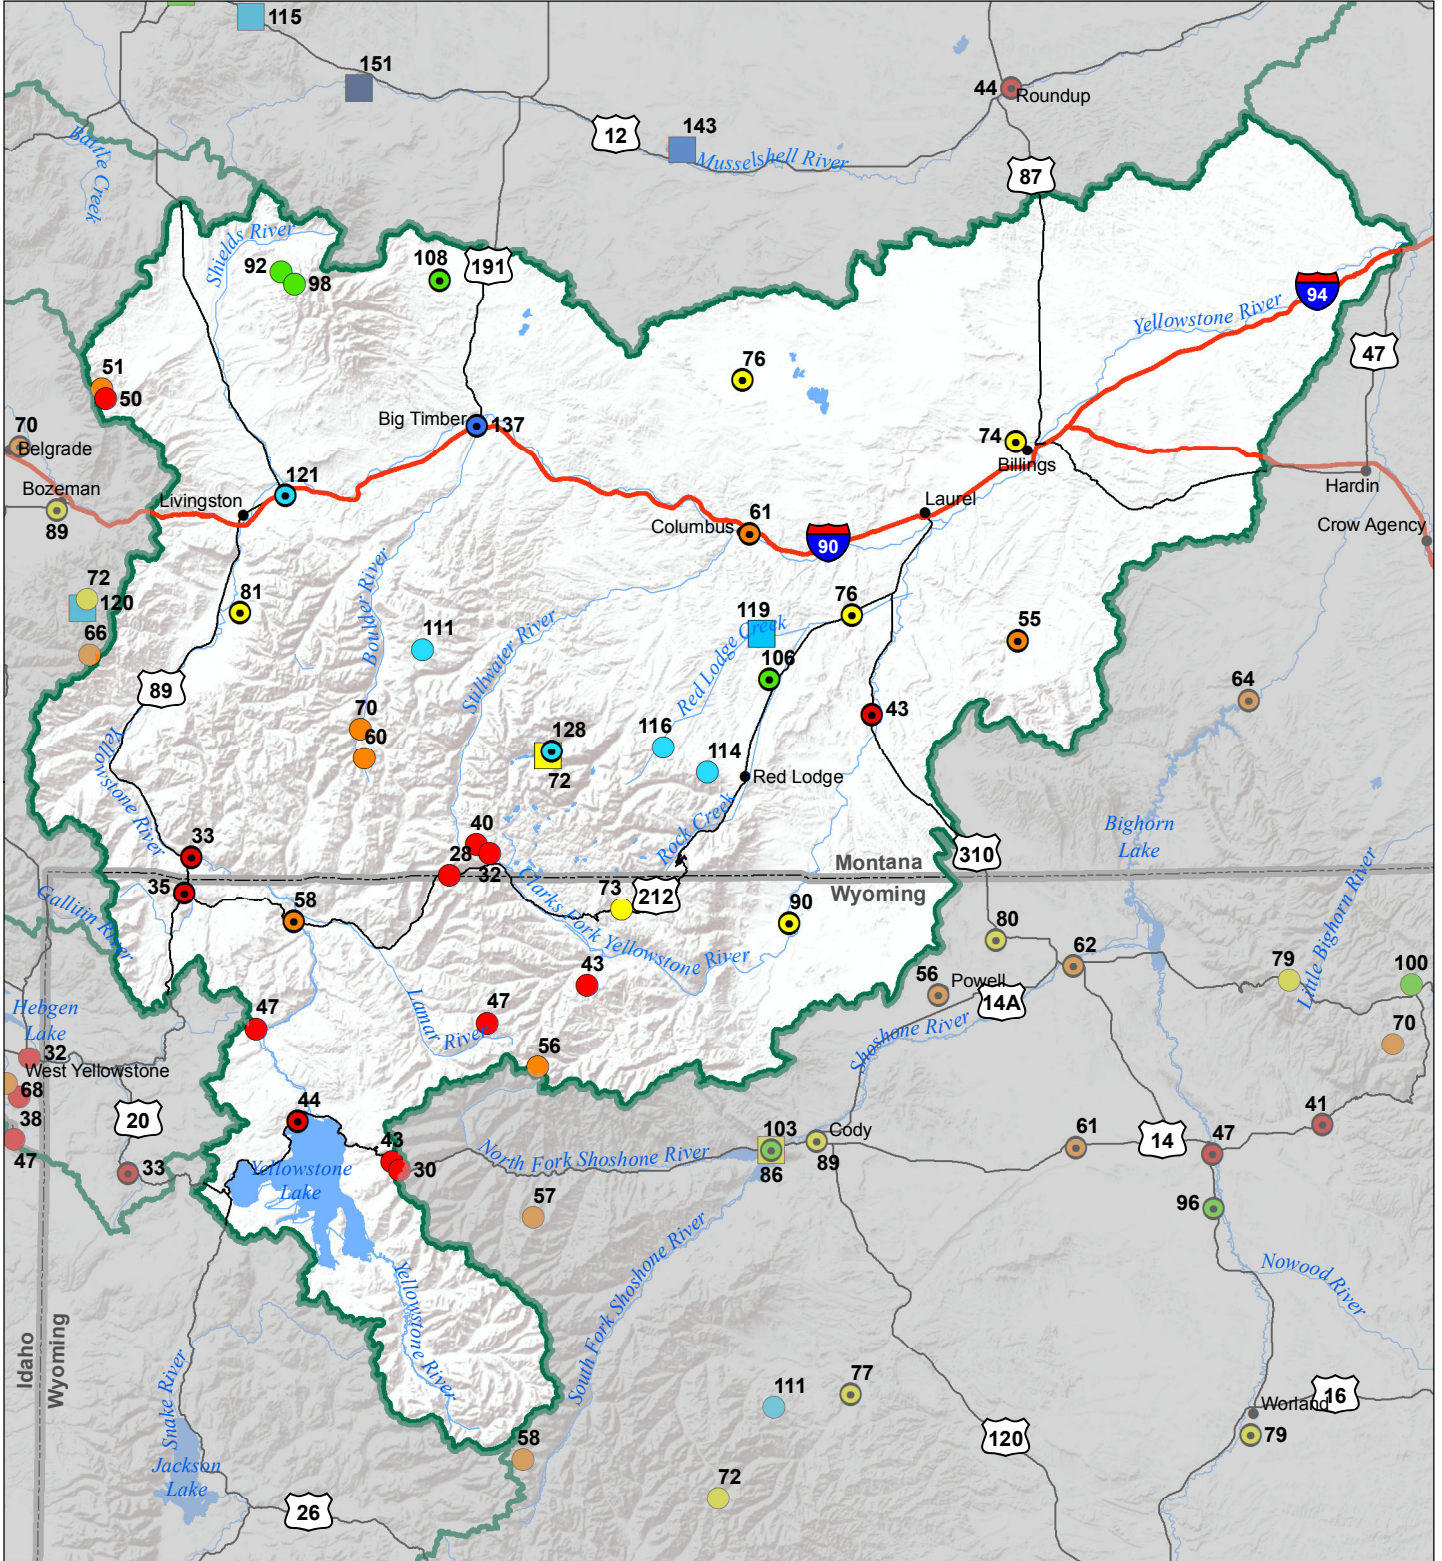 115
151
143
12
Musselshell River
44
Roundup
87
Battle Creek
Shields River
92
98
108
191
94
Yellowstone River
47
51
50
76
70
Belgrade
Big Timber
137
74
Billings
Bozeman
89
121
Livingston
Laurel
Hardin
61
Columbus
90
Crow Agency
72
120
66
81
Boulder River
111
Stillwater River
119
76
Red Lodge Creek
106
55
89
64
43
70
60
128
72
116
114
Red Lodge
Yellowstone River
Rock Creek
33
40
28
32
310
Bighorn
Lake
Montana
Wyoming
35
58
73
212
Clarks Fork Yellowstone River
90
Gallitin River
80
62
79
Little Bighorn River
100
43
56
Powell
14A
Hebgen
Lake
47
47
Lamar River
Shoshone River
70
32
West Yellowstone
68
56
38
20
44
41
47
33
43
30
Yellowstone
Lake
North Fork Shoshone River
103
86
Cody
89
61
14
47
57
96
South Fork Shoshone River
Yellowstone River
Nowood River
Idaho
Wyoming
Snake River
111
77
16
Worland
79
58
120
Jackson
Lake
72
26